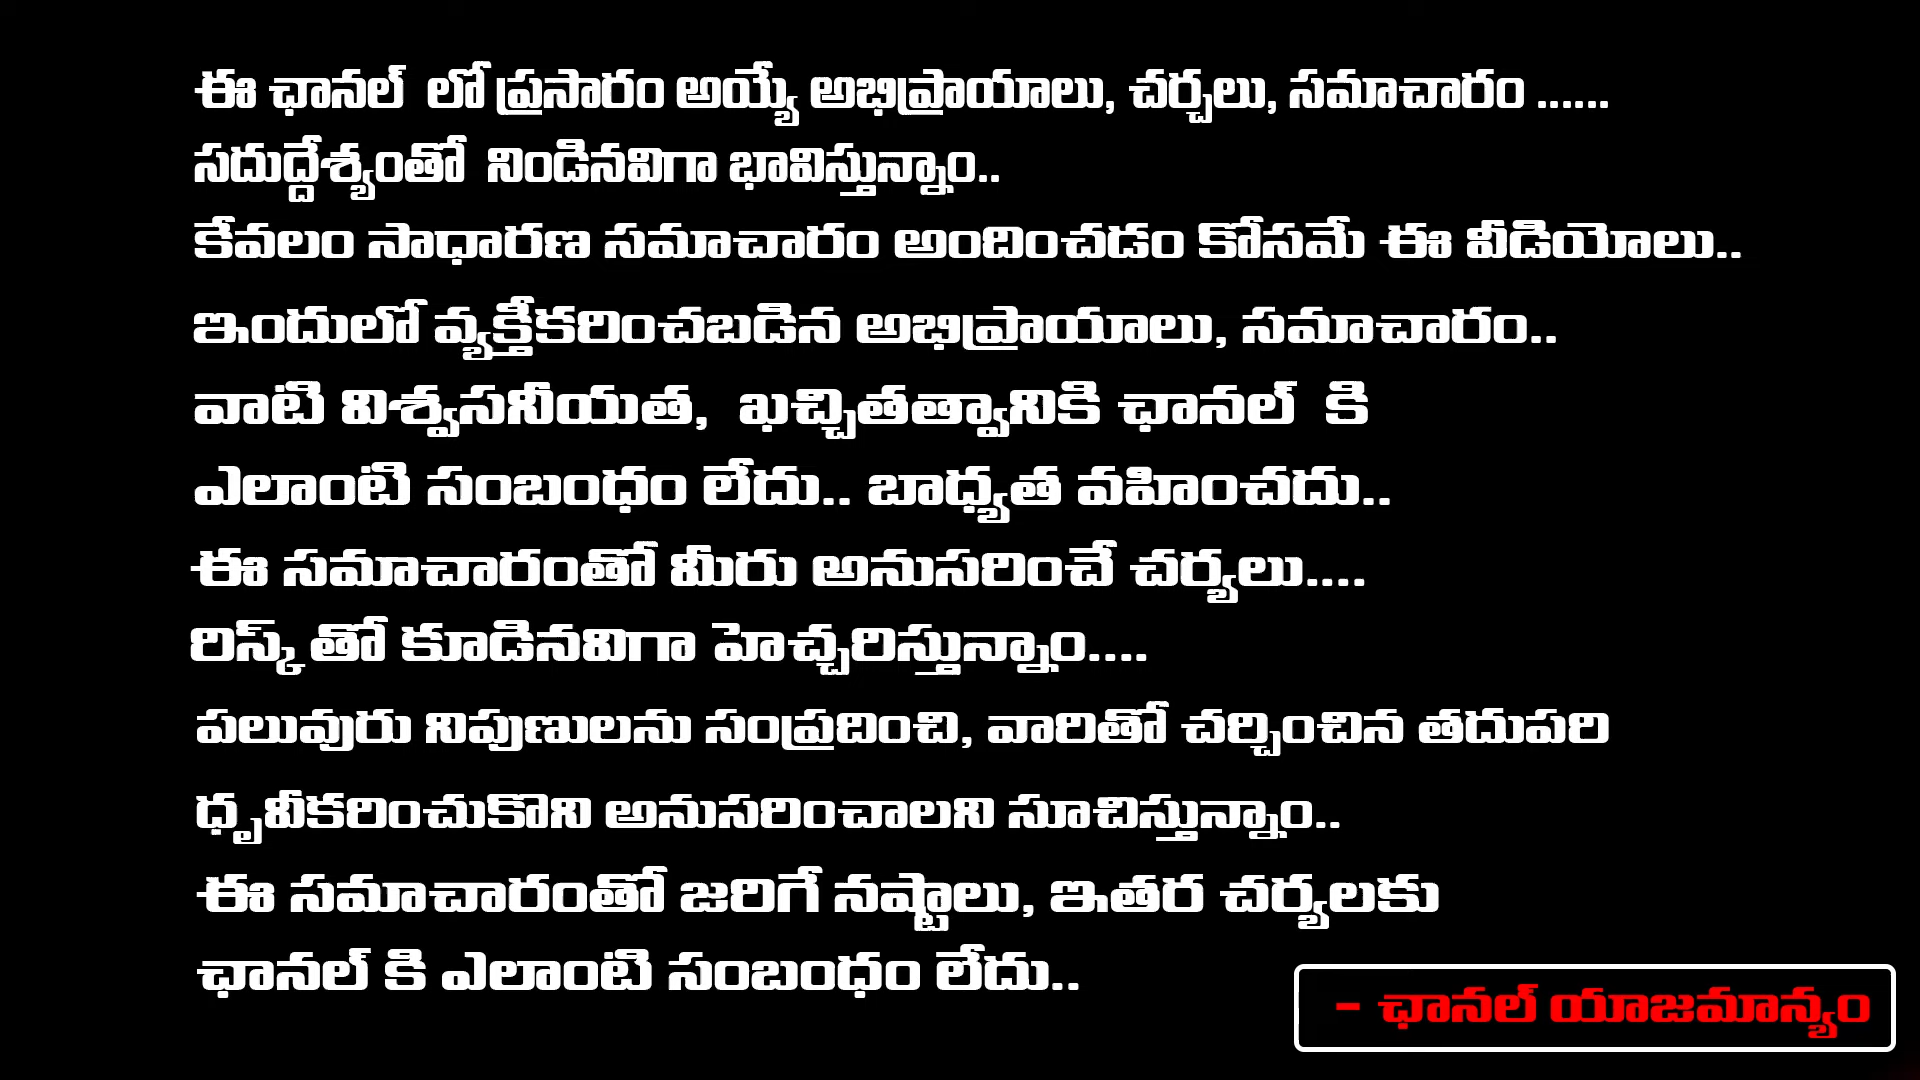 ఈ ఛానల్ లో ప్రసారం అయ్యే అభిప్రాయాలు, చర్చలు, సమాచారం ......
సదుద్దేశ్యంతో నిండినవిగా భావిస్తున్నాం..
కేవలం సాధారణ సమాచారం అందించడం కోసమే ఈ వీడియోలు..
ఇందులో వ్యక్తీకరించబడిన అభిప్రాయాలు, సమాచారం..
వాటి విశ్వసనీయత, ఖచ్చితత్వానికి ఛానల్ కి
ఎలాంటి సంబంధం లేదు.. బాధ్యత వహించదు..
ఈ సమాచారంతో మీరు అనుసరించే చర్యలు....
రిస్క్ తో కూడినవిగా హెచ్చరిస్తున్నాం....
పలువురు నిపుణులను సంప్రదించి, వారితో చర్చించిన తదుపరి
ధృవీకరించుకొని అనుసరించాలని సూచిస్తున్నాం..
ఈ సమాచారంతో జరిగే నష్టాలు, ఇతర చర్యలకు
ఛానల్ కి ఎలాంటి సంబంధం లేదు..
- ఛానల్ యాజమాన్యం